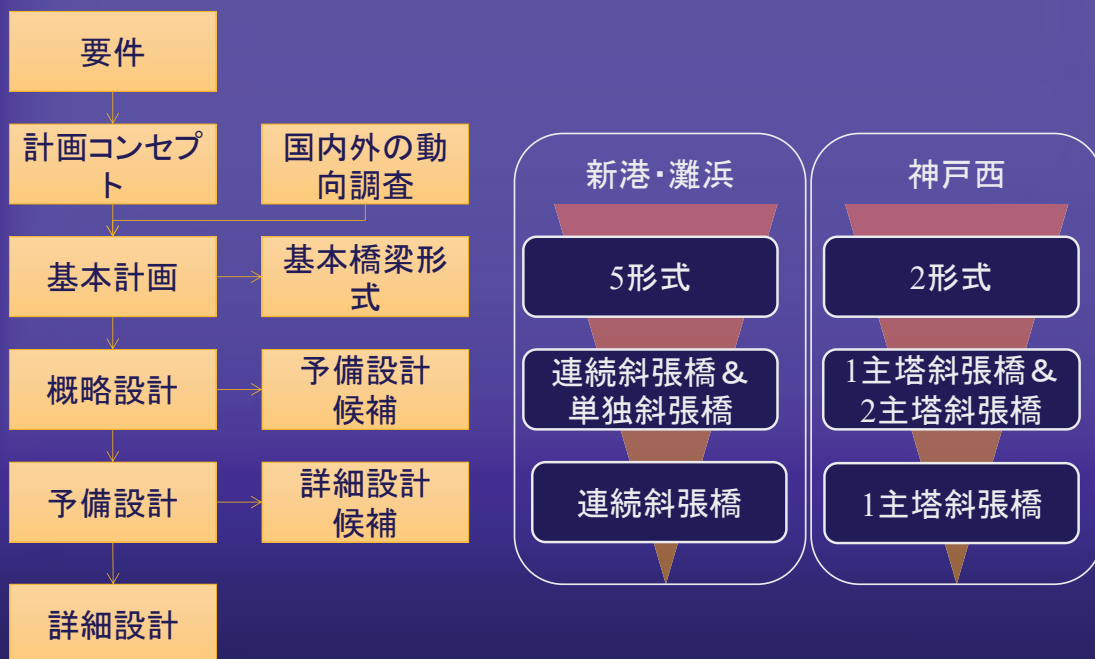 要件
計画コンセプ
ト
国内外の動
向調査
基本計画
基本橋梁形
式
概略設計
予備設計
候補
予備設計
詳細設計
候補
詳細設計
新港・灘浜
5形式
連続斜張橋&
単独斜張橋
連続斜張橋
神戸西
2形式
1主塔斜張橋&
2主塔斜張橋
1主塔斜張橋